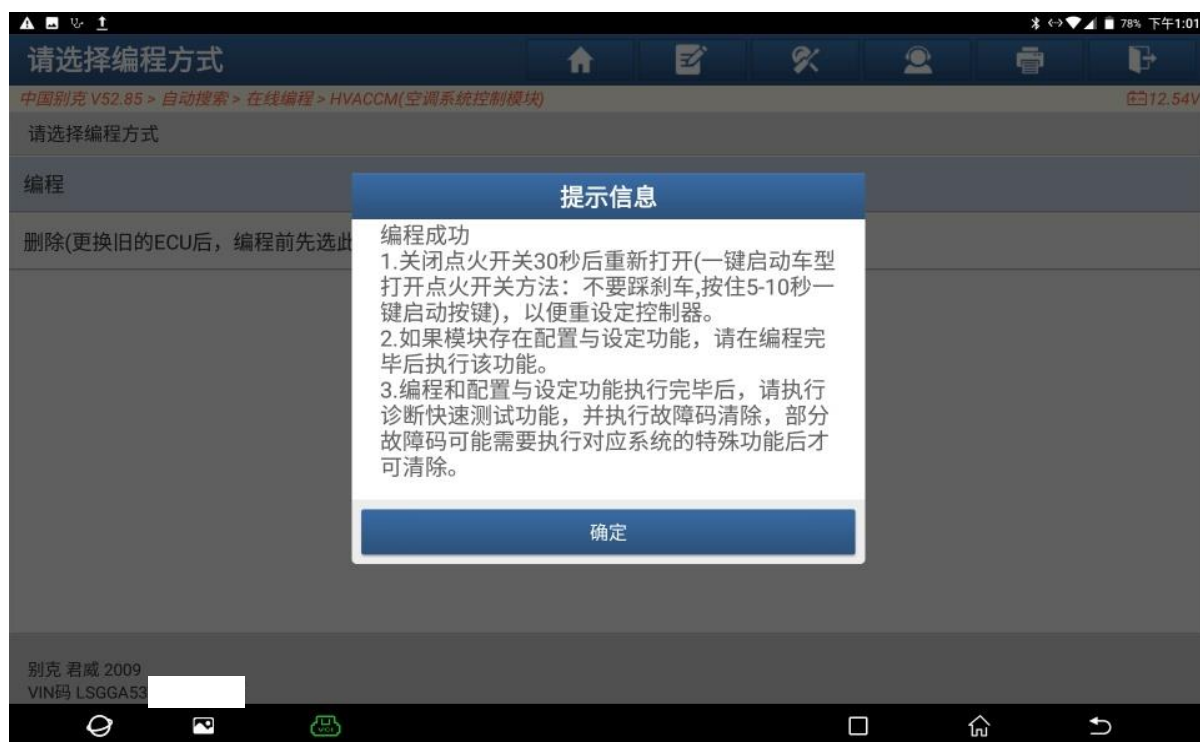 78% 下午1:01
请选择编程方式
中国别克 V52.85 > 自动搜索 > 在线编程 > HVACCM(空调系统控制模块)
12.54V
请选择编程方式
编程
删除(更换旧的ECU后，编程前先选此
提示信息
编程成功
1.关闭点火开关30秒后重新打开(一键启动车型
打开点火开关方法：不要踩刹车,按住5-10秒一
键启动按键)，以便重设定控制器。
2.如果模块存在配置与设定功能，请在编程完
毕后执行该功能。
3.编程和配置与设定功能执行完毕后，请执行
诊断快速测试功能，并执行故障码清除，部分
故障码可能需要执行对应系统的特殊功能后才
可清除。
确定
别克 君威 2009
VIN码 LSGGA53
VCI